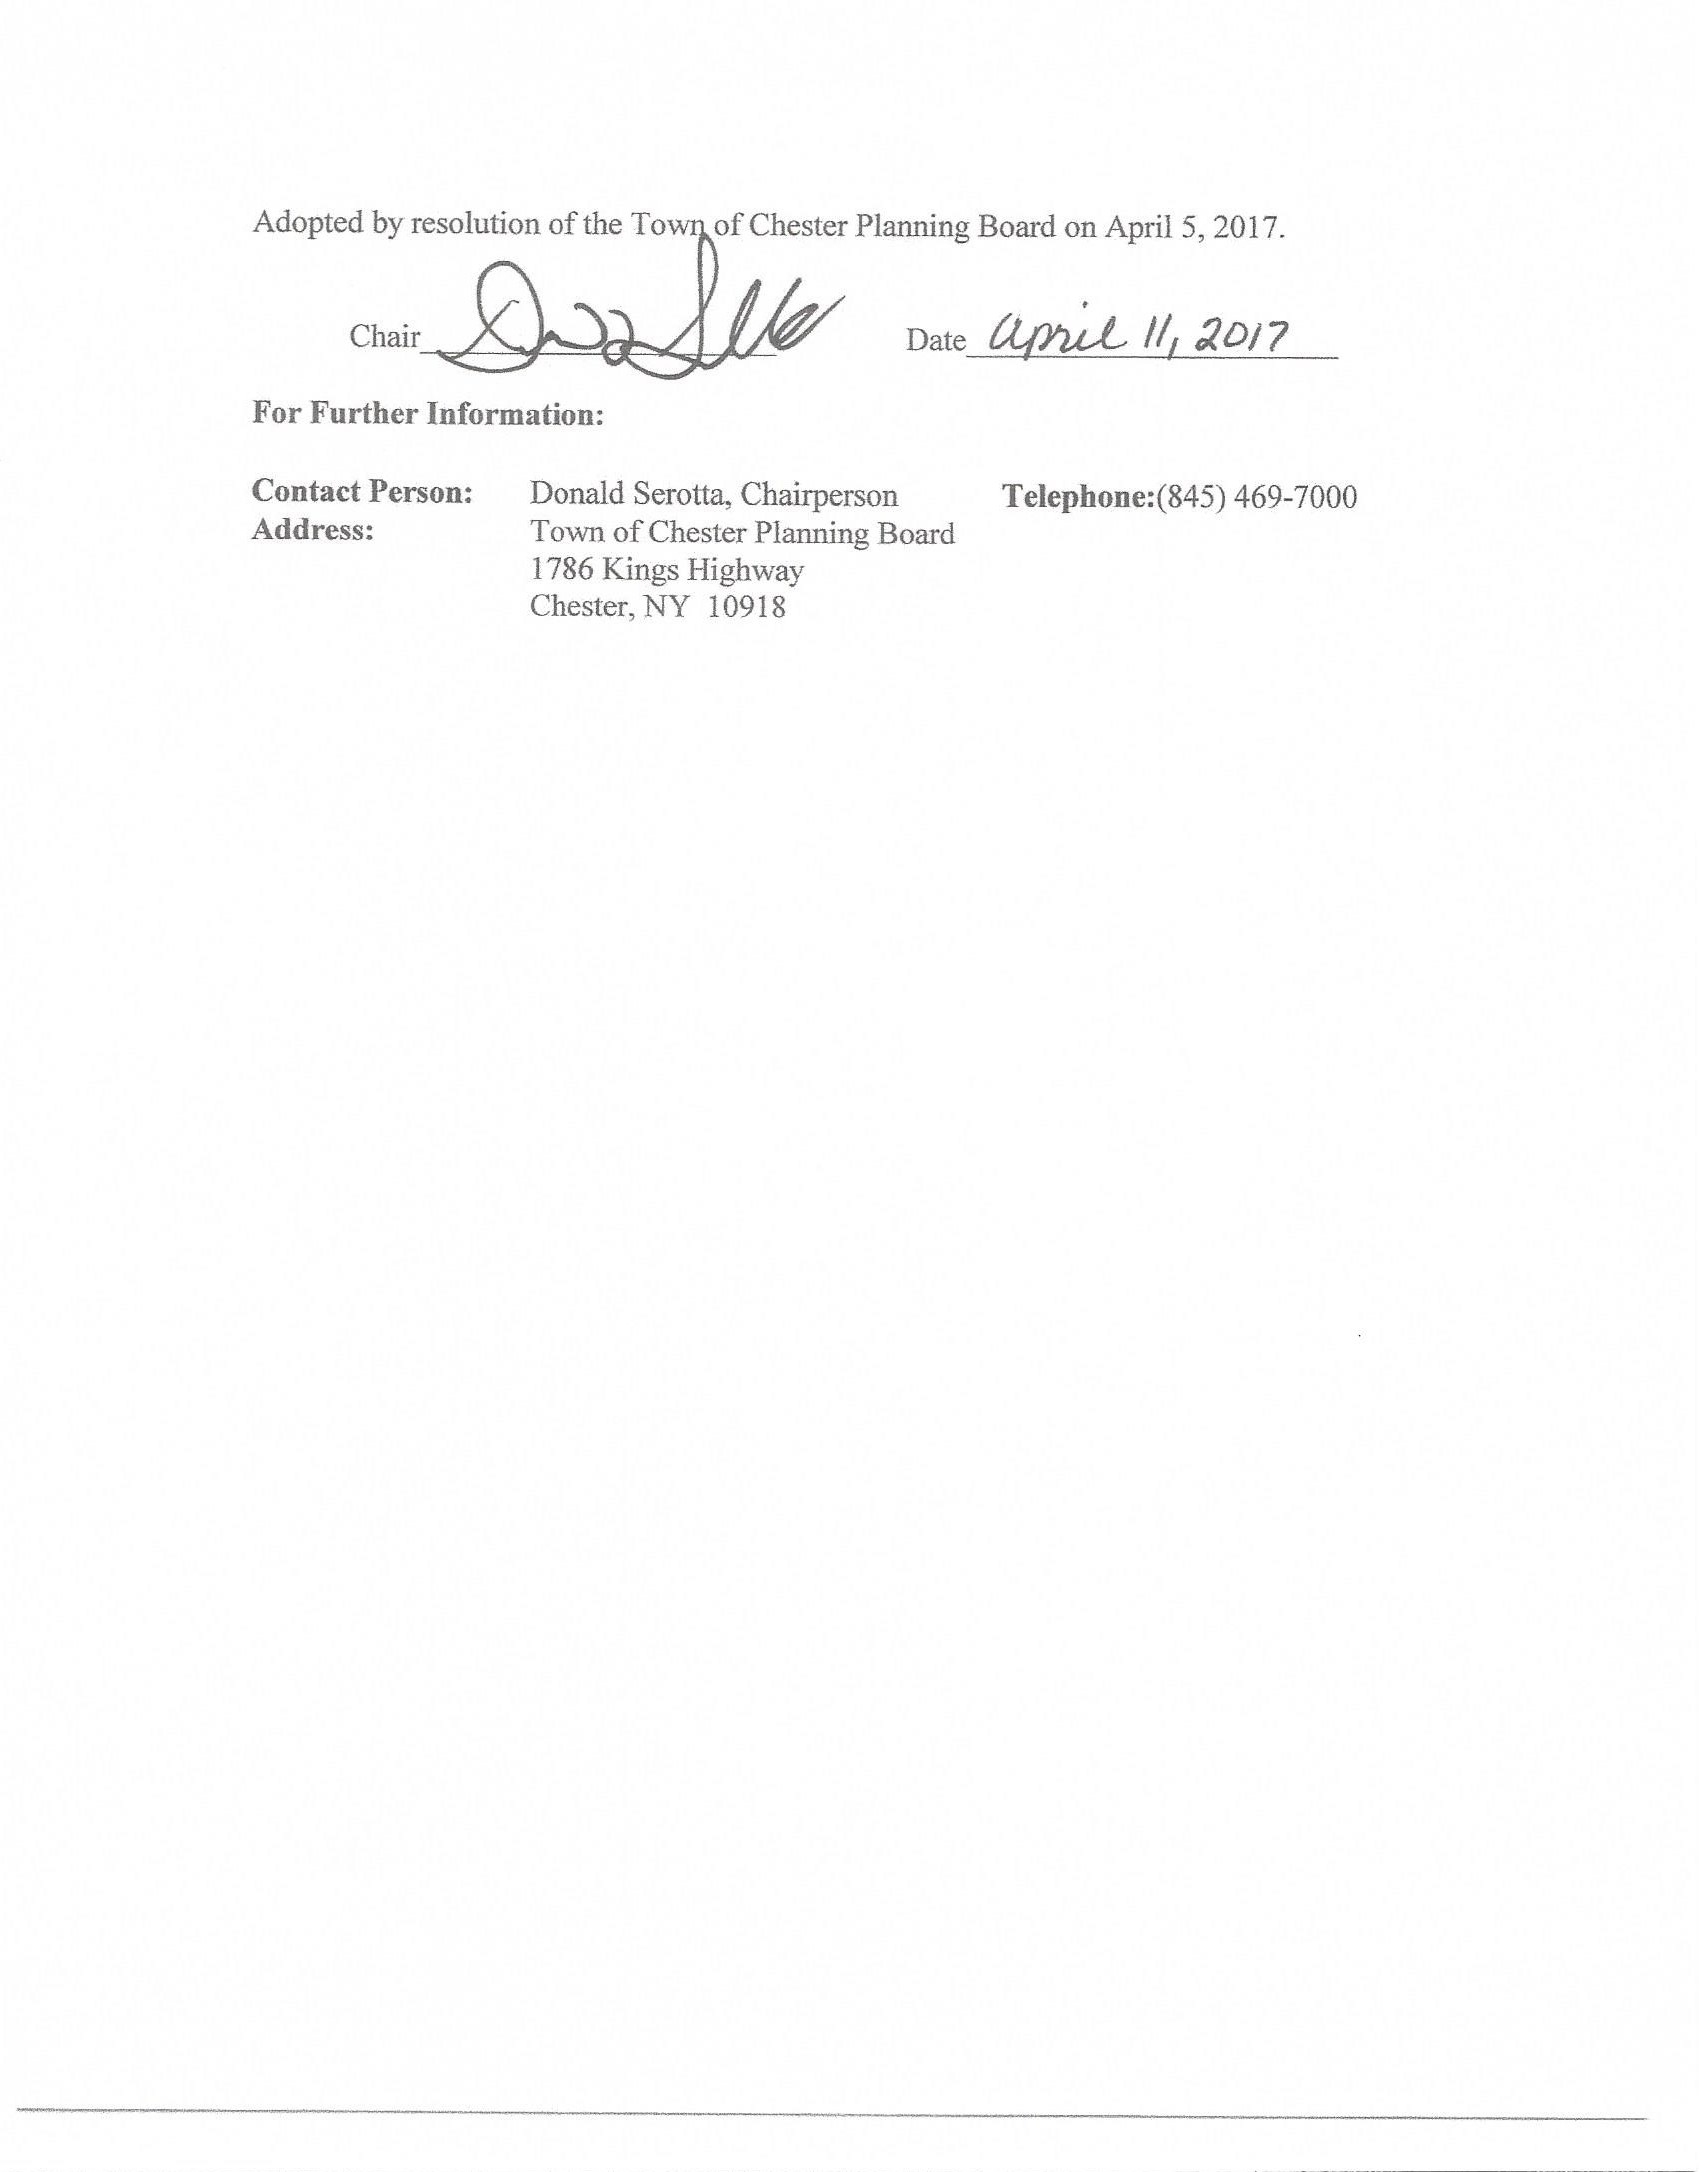 Adopted by resolution of the Town of Chester Planning Board on April 5, 2017.
Chair Date April 11, 2017
For Further Information:
Contact Person: Donald Serotta, Chairperson Telephone:(845) 469-7000
Address: Town of Chester Planning Board
1786 Kings Highway
Chester, NY 10918